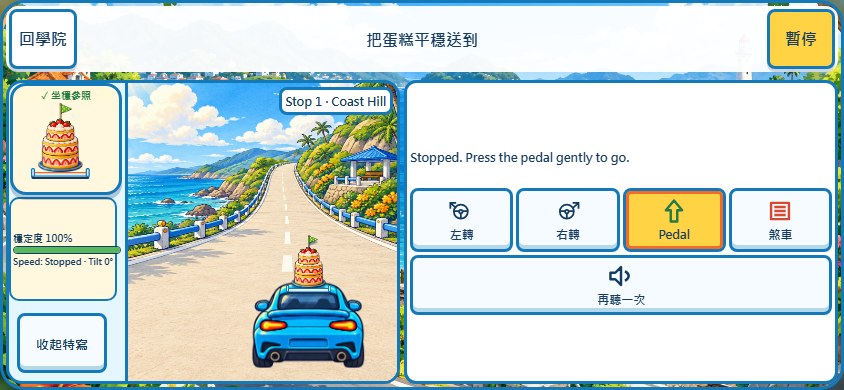 回學院
把蛋糕平穩送到
暫停
✓ 坐穩參照
Stop 1 · Coast Hill
穩定度 100%
Speed: Stopped · Tilt 0°
收起特寫
Stopped. Press the pedal gently to go.
左轉
右轉
Pedal
煞車
再聽一次